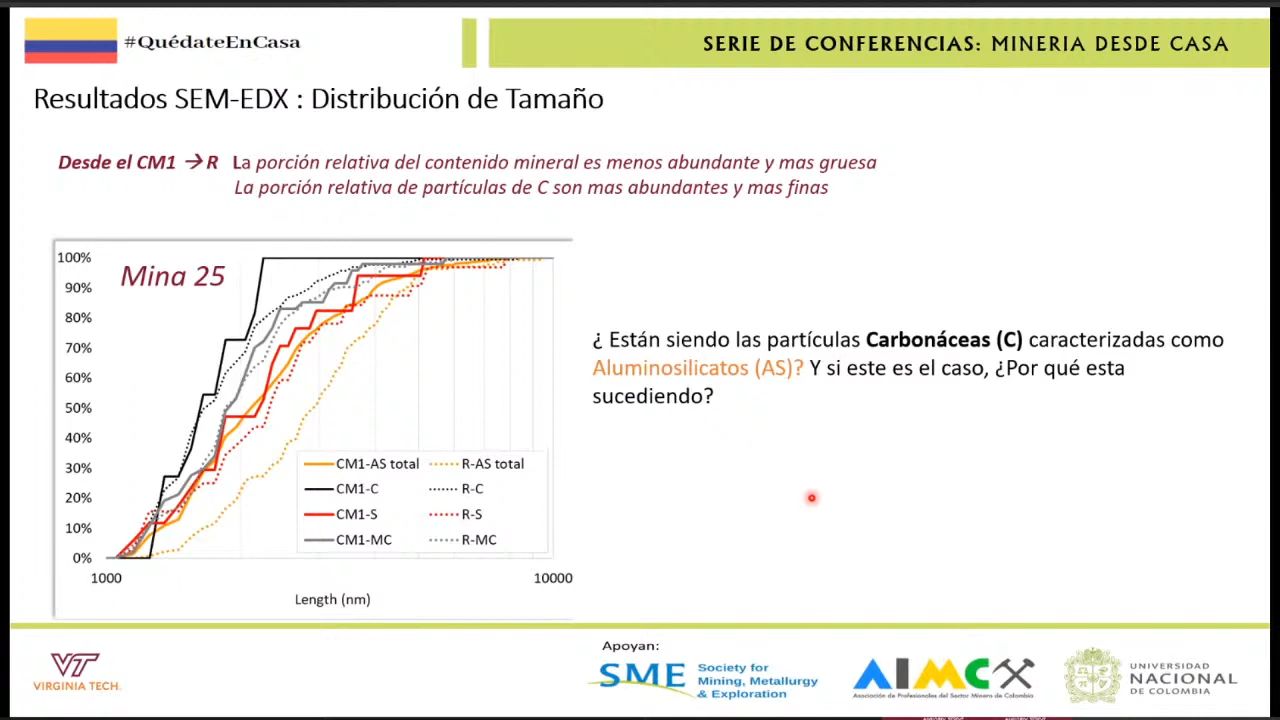 #QuédateEnCasa
SERIE DE CONFERENCIAS: MINERIA DESDE CASA
Resultados SEM-EDX : Distribución de Tamaño
Desde el CM1 → R La porción relativa del contenido mineral es menos abundante y mas gruesa
La porción relativa de partículas de C son mas abundantes y mas finas
Mina 25
100%
90%
80%
70%
60%
50%
40%
30%
20%
10%
0%
1000
10000
Length (nm)
CM1-AS total
R-AS total
CM1-C
R-C
CM1-S
R-S
CM1-MC
R-MC
¿ Están siendo las partículas Carbonáceas (C) caracterizadas como
Aluminosilicatos (AS)? Y si este es el caso, ¿Por qué esta
sucediendo?
VT
VIRGINIA TECH.
Apoyan:
SME
Society for
Mining, Metallurgy
& Exploration
AIMC
Asociación de Profesionales del Sector Minero de Colombia
UNIVERSIDAD
NACIONAL
DE COLOMBIA